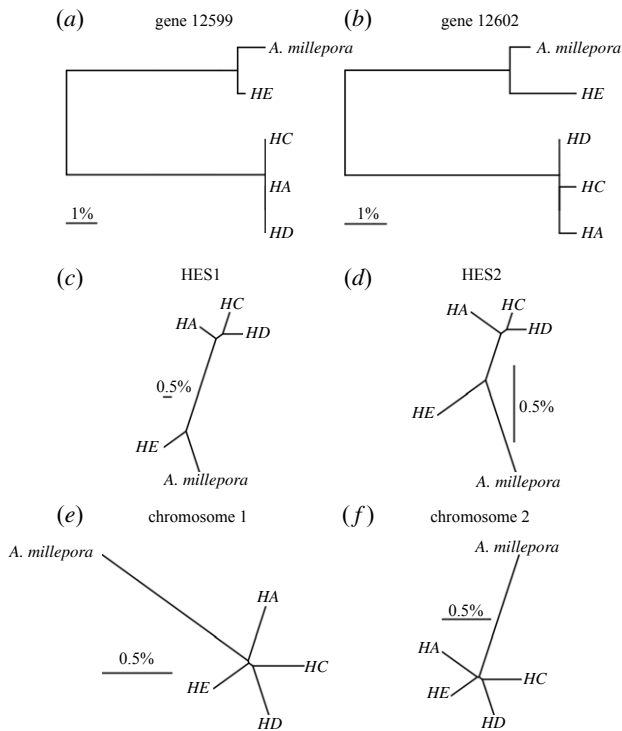 (a) gene 12599
A. millepora
HE
HC
HA
HD
1%
(b) gene 12602
A. millepora
HE
HD
HC
HA
1%
(c) HES1
HC
HA
HD
0.5%
HE
A. millepora
(d) HES2
HC
HA
HD
0.5%
HE
A. millepora
(e) chromosome 1
A. millepora
HA
0.5%
HC
HE
HD
(f) chromosome 2
A. millepora
0.5%
HA
HC
HE
HD